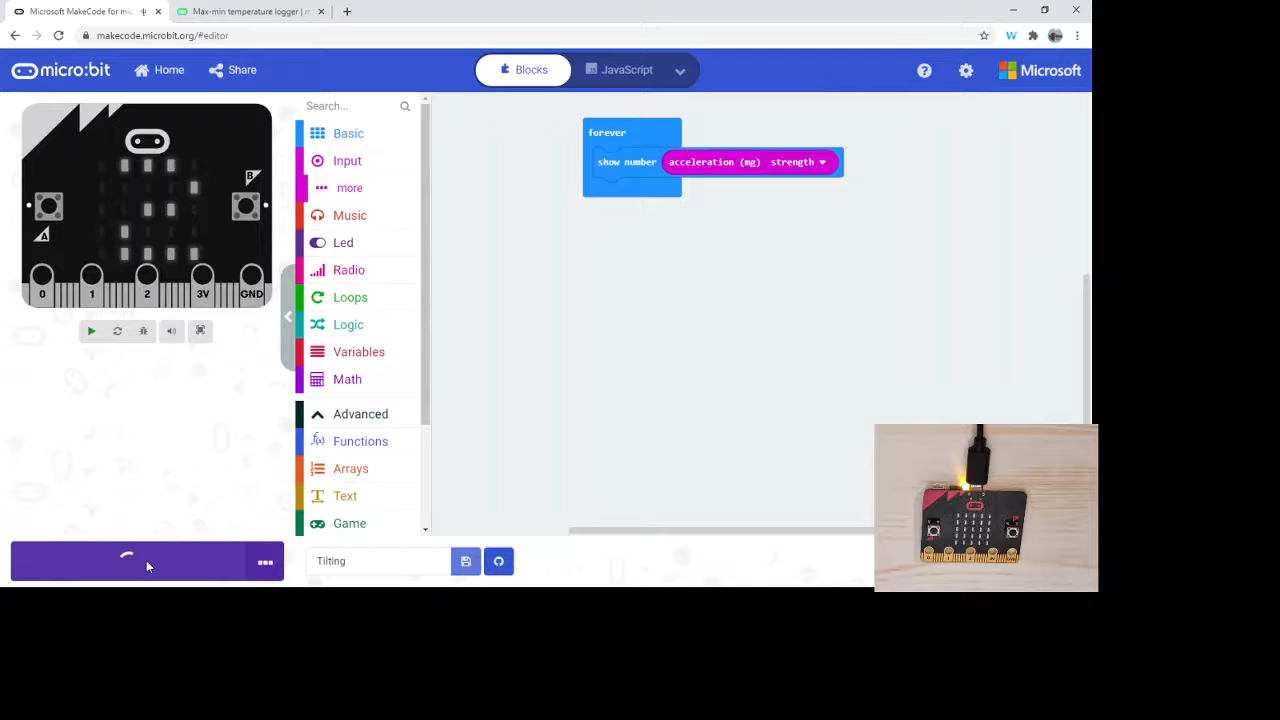 Microsoft MakeCode for mic
Max-min temperature logger | m
makecode.microbit.org/#editor
micro:bit
Home
Share
Blocks
JavaScript
Microsoft
Search...
Basic
Input
more
Music
Led
Radio
Loops
Logic
Variables
Math
Advanced
Functions
Arrays
Text
Game
forever
show number acceleration (mg) strength
A
B
0 1 2 3V GND
Tilting